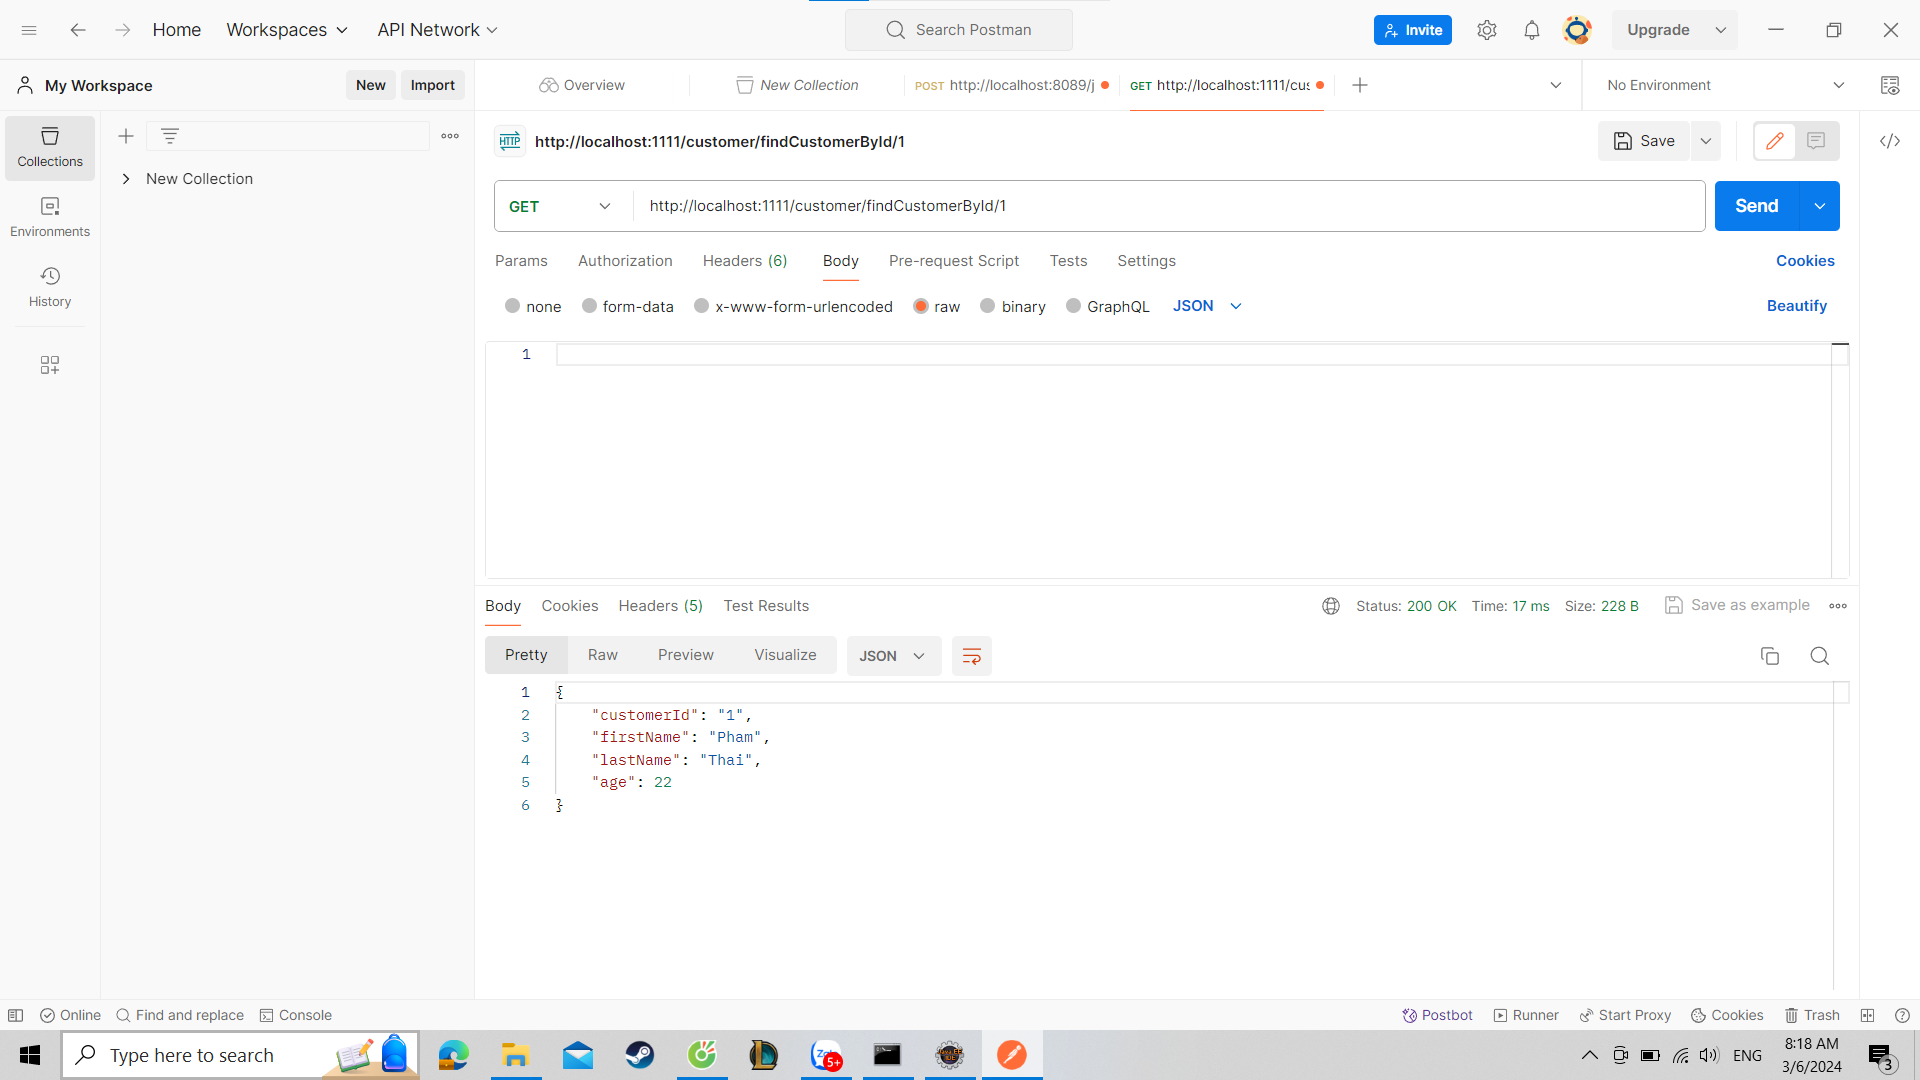 Home Workspaces API Network Search Postman Invite Upgrade
My Workspace New Import Overview New Collection POST http://localhost:8089/j GET http://localhost:1111/cus No Environment
Collections
Environments
History
New Collection
HTTP http://localhost:1111/customer/findCustomerById/1 Save
GET http://localhost:1111/customer/findCustomerById/1 Send
Params Authorization Headers (6) Body Pre-request Script Tests Settings Cookies
none form-data x-www-form-urlencoded raw binary GraphQL JSON Beautify
1
Body Cookies Headers (5) Test Results Status: 200 OK Time: 17 ms Size: 228 B Save as example
Pretty Raw Preview Visualize JSON
1 {
2 "customerId": "1",
3 "firstName": "Pham",
4 "lastName": "Thai",
5 "age": 22
6 }
Online Find and replace Console Postbot Runner Start Proxy Cookies Trash
Type here to search 5+ ENG 8:18 AM
3/6/2024 3